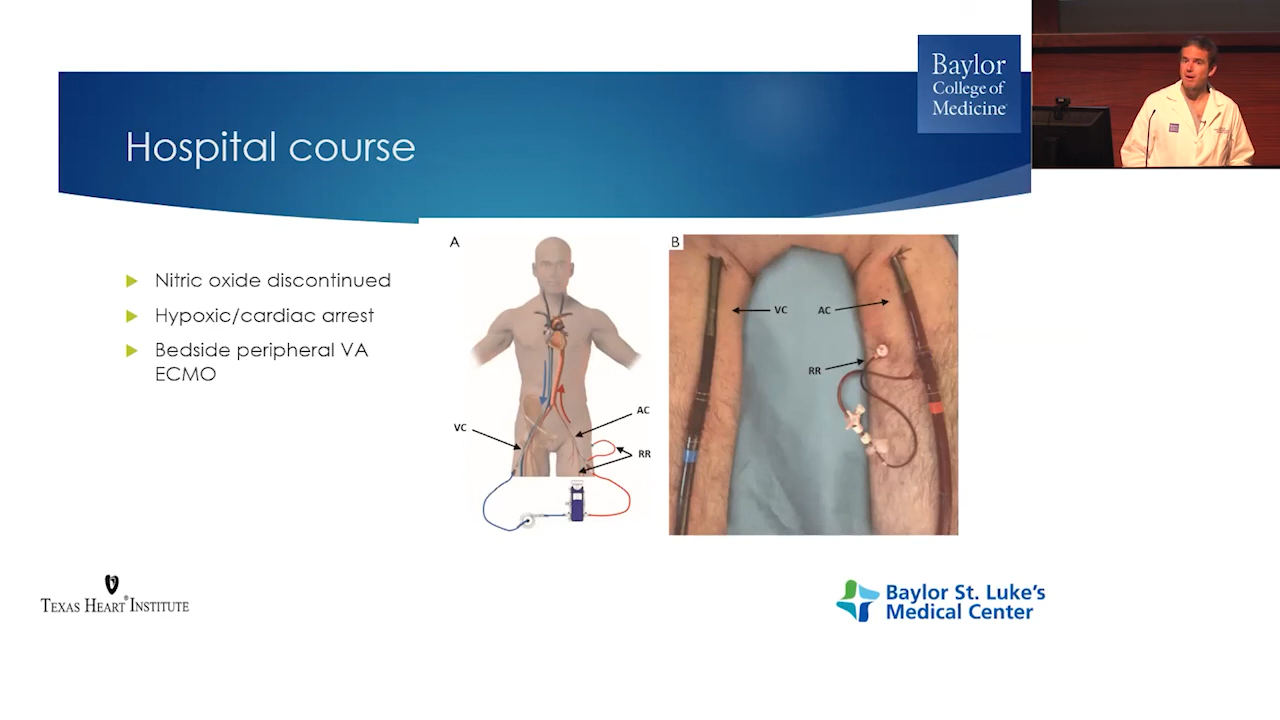 Baylor
College of
Medicine
Hospital course
Nitric oxide discontinued
Hypoxic/cardiac arrest
Bedside peripheral VA
ECMO
A
VC
AC
RR
B
VC
AC
RR
TEXAS HEART® INSTITUTE
Baylor St. Luke's
Medical Center